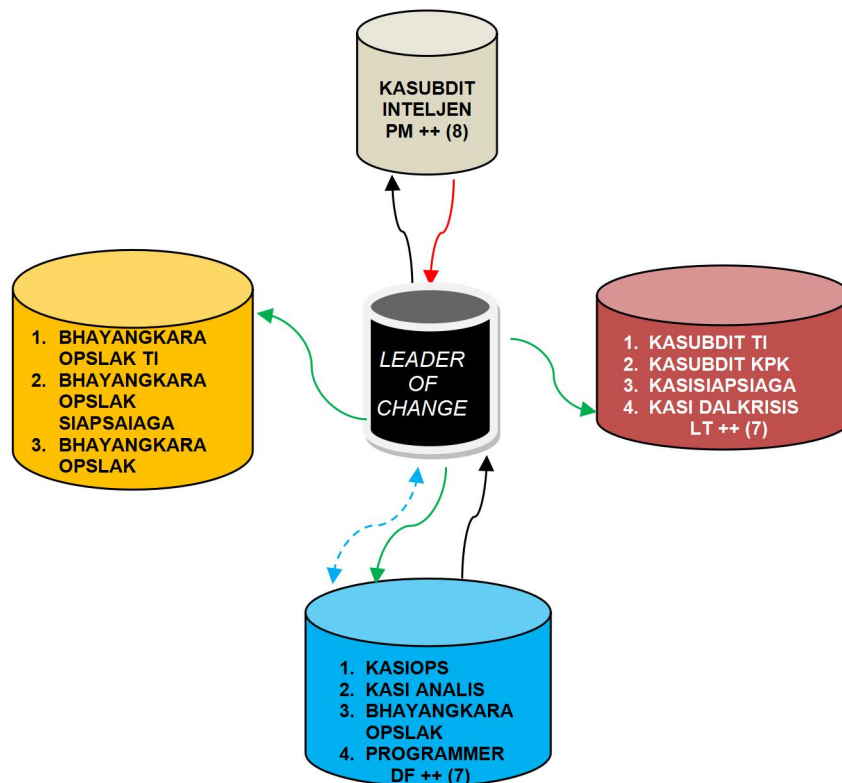 KASUBDIT
INTELJEN
PM ++ (8)
1. BHAYANGKARA
OPSLAK TI
2. BHAYANGKARA
OPSLAK
SIAPSAIAGA
3. BHAYANGKARA
OPSLAK
LEADER
OF
CHANGE
1. KASUBDIT TI
2. KASUBDIT KPK
3. KASISIAPSIAGA
4. KASI DALKRISIS
LT ++ (7)
1. KASIOPS
2. KASI ANALIS
3. BHAYANGKARA
OPSLAK
4. PROGRAMMER
DF ++ (7)